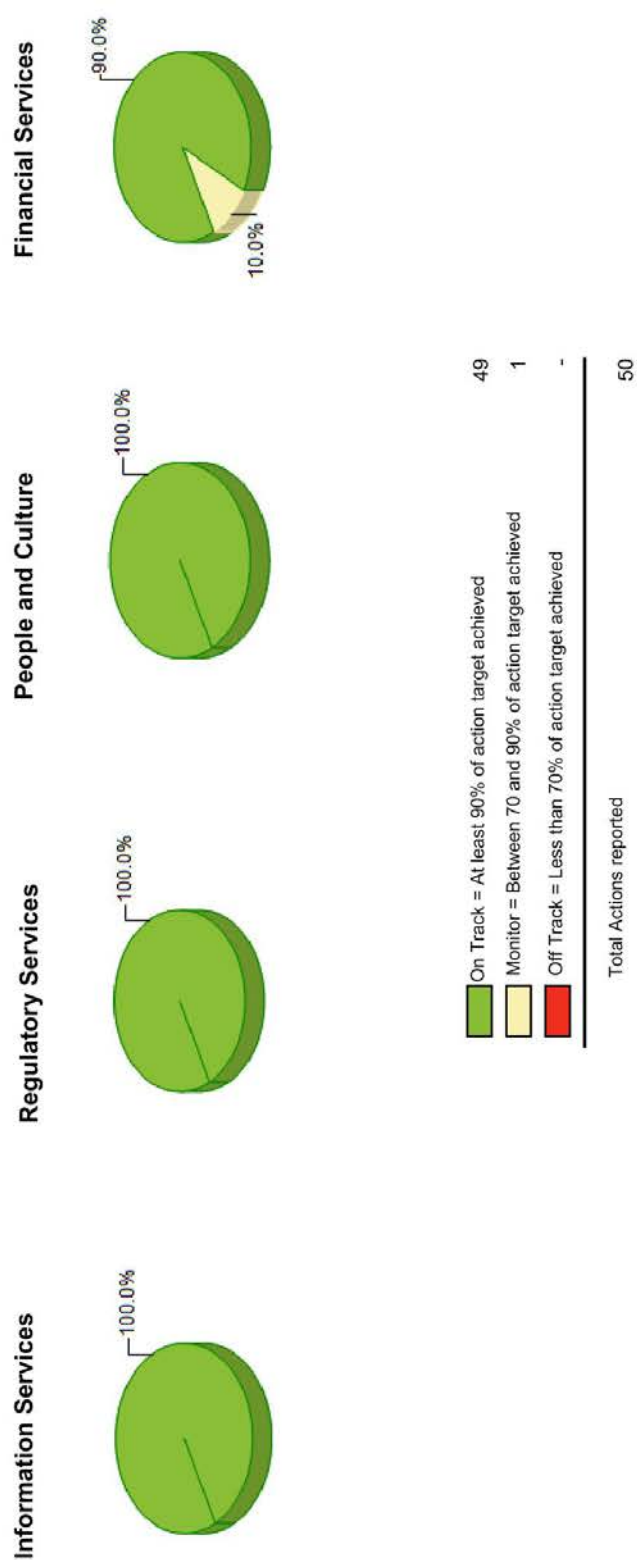 Information Services
Regulatory Services
People and Culture
Financial Services
100.0%
100.0%
100.0%
90.0%
10.0%
On Track = At least 90% of action target achieved 49
Monitor = Between 70 and 90% of action target achieved 1
Off Track = Less than 70% of action target achieved -
Total Actions reported 50